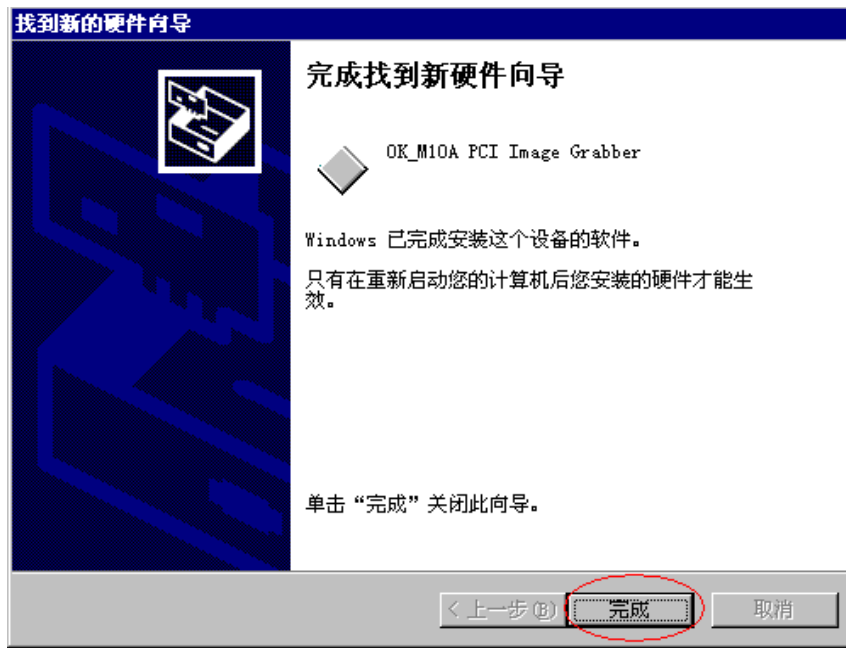 找到新的硬件向导
完成找到新硬件向导
OK_M10A PCI Image Grabber
Windows 已完成安装这个设备的软件。
只有在重新启动您的计算机后您安装的硬件才能生
效。
单击“完成”关闭此向导。
< 上一步(B)
完成
取消